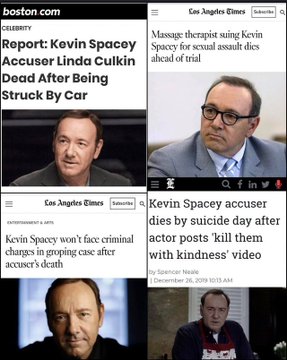 boston.com
CELEBRITY
Report: Kevin Spacey
Accuser Linda Culkin
Dead After Being
Struck By Car
Los Angeles Times
Subscribe
Massage therapist suing Kevin
Spacey for sexual assault dies
ahead of trial
Los Angeles Times
Subscribe
ENTERTAINMENT & ARTS
Kevin Spacey won't face criminal
charges in groping case after
accuser's death
Kevin Spacey accuser
dies by suicide day after
actor posts 'kill them
with kindness' video
by Spencer Neale
| December 26, 2019 10:13 AM